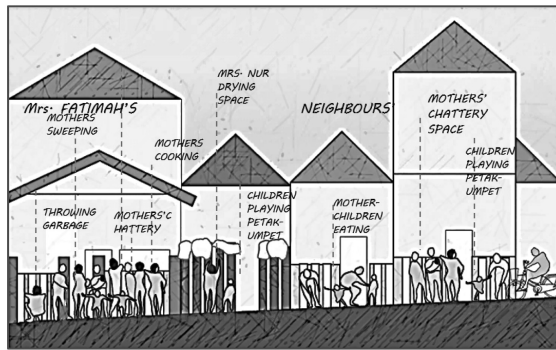 Mrs. FATIMAH'S
MOTHERS
SWEEPING
MOTHERS
COOKING
THROWING
GARBAGE
MOTHERS'C
HATTERY
MRS. NUR
DRYING
SPACE
CHILDREN
PLAYING
PETAK-
UMPET
NEIGHBOURS'
MOTHER-
CHILDREN
EATING
MOTHERS'
CHATTERY
SPACE
CHILDREN
PLAYING
PETAK-
UMPET